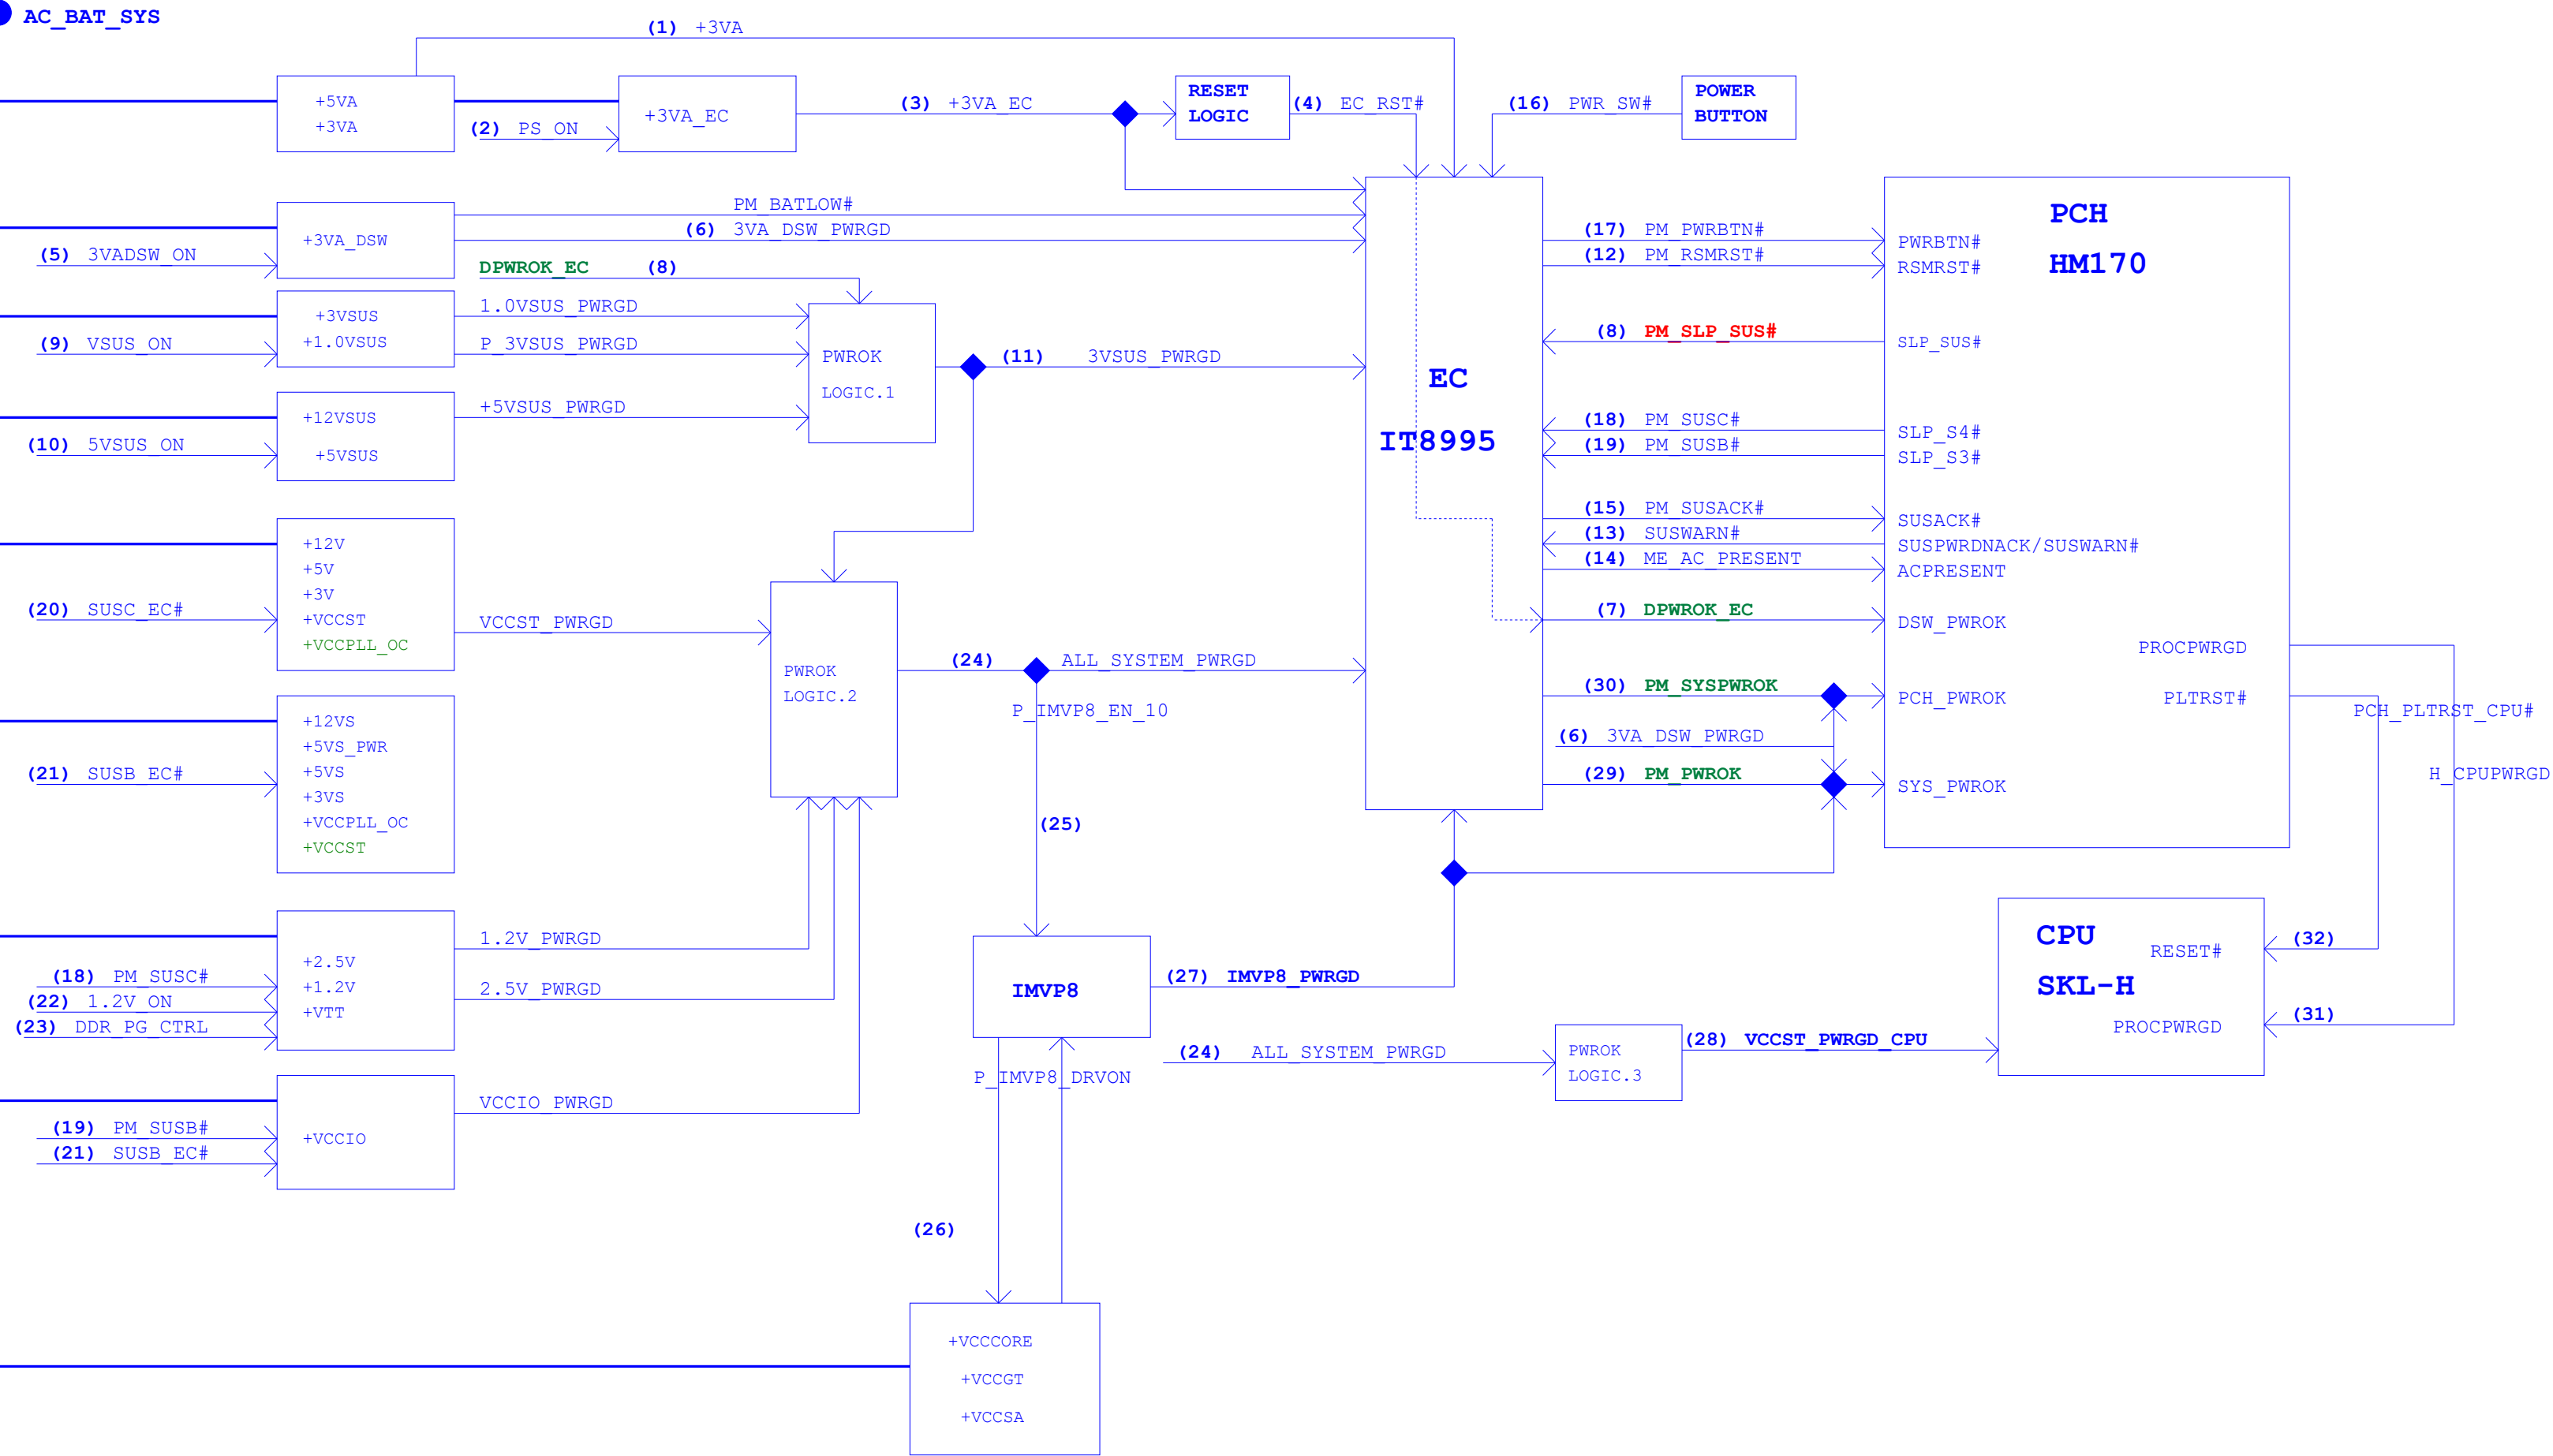 AC_BAT_SYS
(1) +3VA
+5VA
+3VA
(2) PS_ON
+3VA_EC
(3) +3VA_EC
RESET
LOGIC
(4) EC_RST#
(16) PWR_SW#
POWER
BUTTON
+3VA_DSW
(5) 3VADSW_ON
PM_BATLOW#
(6) 3VA_DSW_PWRGD
DPWROK_EC (8)
+3VSUS
+1.0VSUS
(9) VSUS_ON
1.0VSUS_PWRGD
P_3VSUS_PWRGD
PWROK
LOGIC.1
(11) 3VSUS_PWRGD
+12VSUS
+5VSUS
(10) 5VSUS_ON
+5VSUS_PWRGD
EC
IT8995
PCH
HM170
(17) PM_PWRBTN#
PWRBTN#
(12) PM_RSMRST#
RSMRST#
(8) PM_SLP_SUS#
SLP_SUS#
(18) PM_SUSC#
SLP_S4#
(19) PM_SUSB#
SLP_S3#
(15) PM_SUSACK#
SUSACK#
(13) SUSWARN#
SUSPWRDNACK/SUSWARN#
(14) ME_AC_PRESENT
ACPRESENT
(7) DPWROK_EC
DSW_PWROK
PROCPWRGD
(30) PM_SYSPWROK
PCH_PWROK
PLTRST#
PCH_PLTRST_CPU#
(6) 3VA_DSW_PWRGD
(29) PM_PWROK
SYS_PWROK
H_CPUPWRGD
+12V
+5V
+3V
+VCCST
+VCCPLL_OC
(20) SUSC_EC#
VCCST_PWRGD
PWROK
LOGIC.2
(24) ALL_SYSTEM_PWRGD
P_IMVP8_EN_10
(25)
+12VS
+5VS_PWR
+5VS
+3VS
+VCCPLL_OC
+VCCST
(21) SUSB_EC#
+2.5V
+1.2V
+VTT
(18) PM_SUSC#
(22) 1.2V_ON
(23) DDR_PG_CTRL
1.2V_PWRGD
2.5V_PWRGD
IMVP8
(27) IMVP8_PWRGD
CPU
SKL-H
RESET#
(32)
PROCPWRGD
(31)
(24) ALL_SYSTEM_PWRGD
PWROK
LOGIC.3
(28) VCCST_PWRGD_CPU
P_IMVP8_DRVON
+VCCIO
(19) PM_SUSB#
(21) SUSB_EC#
VCCIO_PWRGD
(26)
+VCCCORE
+VCCGT
+VCCSA